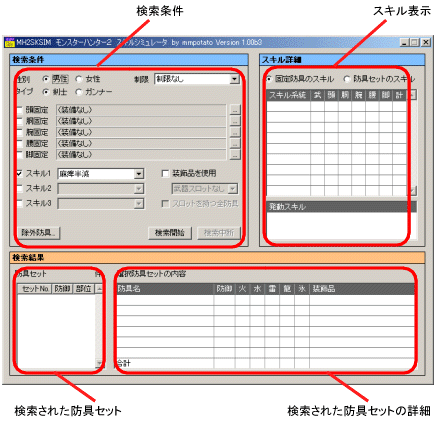 検索条件
スキル表示
MH2SKSIM モンスターハンター2 スキルシミュレータ by mmpotato Version 1.00b3
検索条件
性別 男性 女性 制限 制限なし
タイプ 剣士 ガンナー
頭固定 (装備なし) ...
胴固定 (装備なし) ...
腕固定 (装備なし) ...
腰固定 (装備なし) ...
脚固定 (装備なし) ...
スキル1 麻痺半減 装飾品を使用
スキル2 武器スロットなし
スキル3 スロットを持つ全防具
除外防具... 検索開始 検索中断
スキル詳細
固定防具のスキル 防具セットのスキル
スキル系統 武 頭 胴 腕 腰 脚 計
発動スキル
検索結果
防具セット 件
セットNo. 防御 部位
選択防具セットの内容
防具名 防御 火 水 雷 龍 氷 装飾品
合計
検索された防具セット
検索された防具セットの詳細